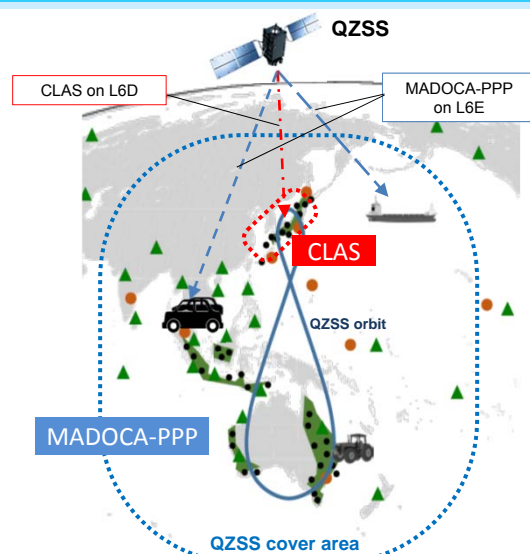 QZSS
CLAS on L6D
MADOCA-PPP
on L6E
CLAS
QZSS orbit
MADOCA-PPP
QZSS cover area